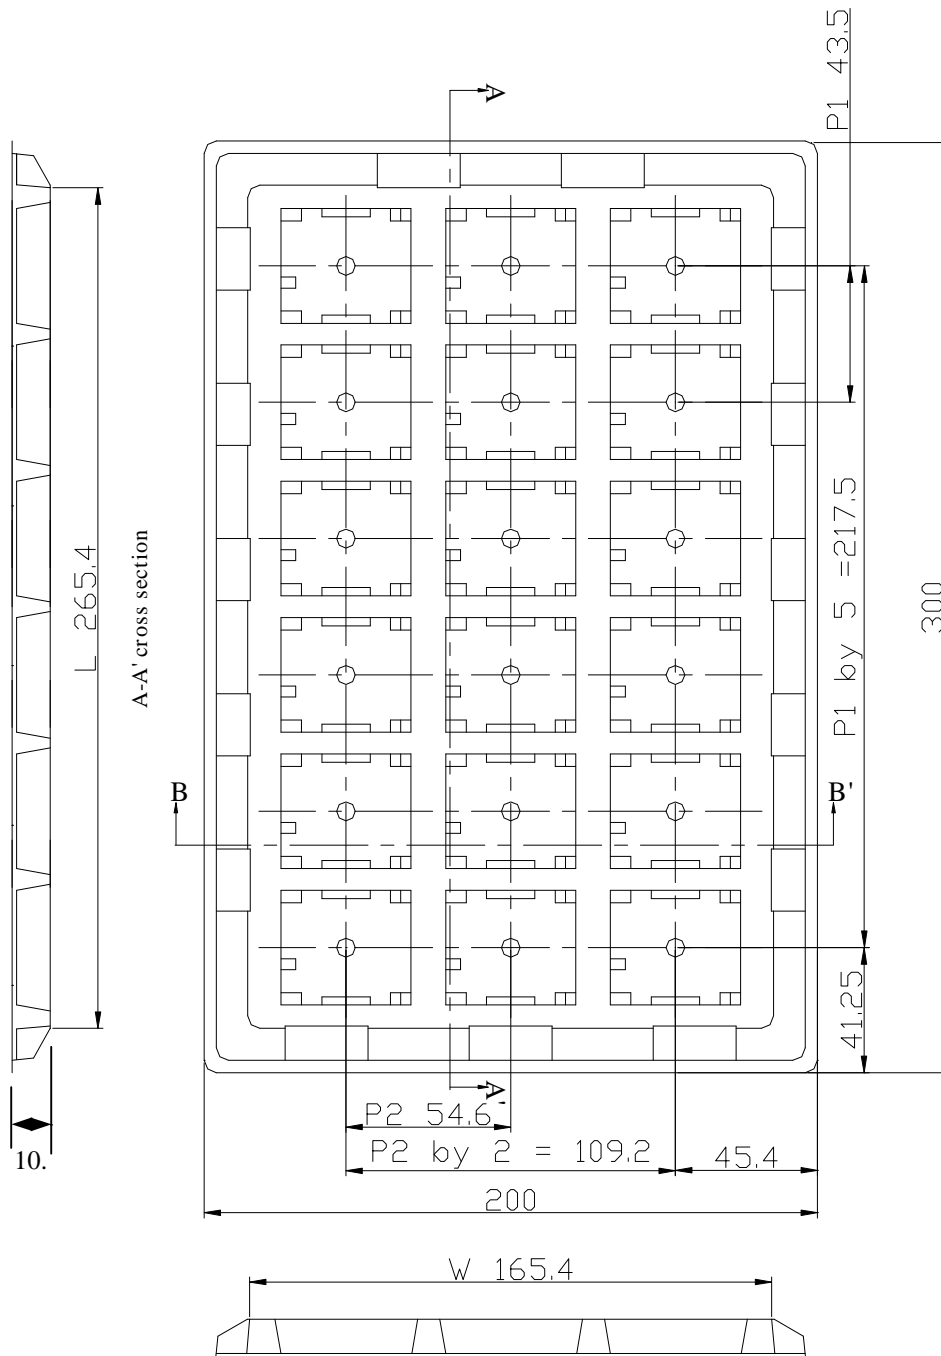 P1 43.5
A
L 265.4
A-A' cross section
P1 by 5 =217.5
300
B
B'
41.25
A'
P2 54.6
10.
P2 by 2 = 109.2
45.4
200
W 165.4